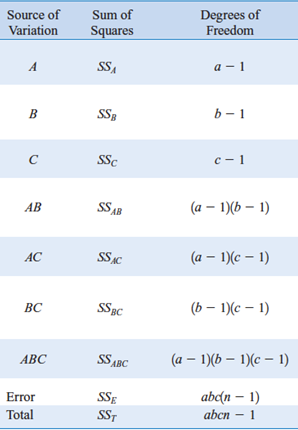 Source of Variation Sum of Squares Degrees of Freedom
A SS_A a − 1
B SS_B b − 1
C SS_C c − 1
AB SS_AB (a − 1)(b − 1)
AC SS_AC (a − 1)(c − 1)
BC SS_BC (b − 1)(c − 1)
ABC SS_ABC (a − 1)(b − 1)(c − 1)
Error SS_E abc(n − 1)
Total SS_T abcn − 1